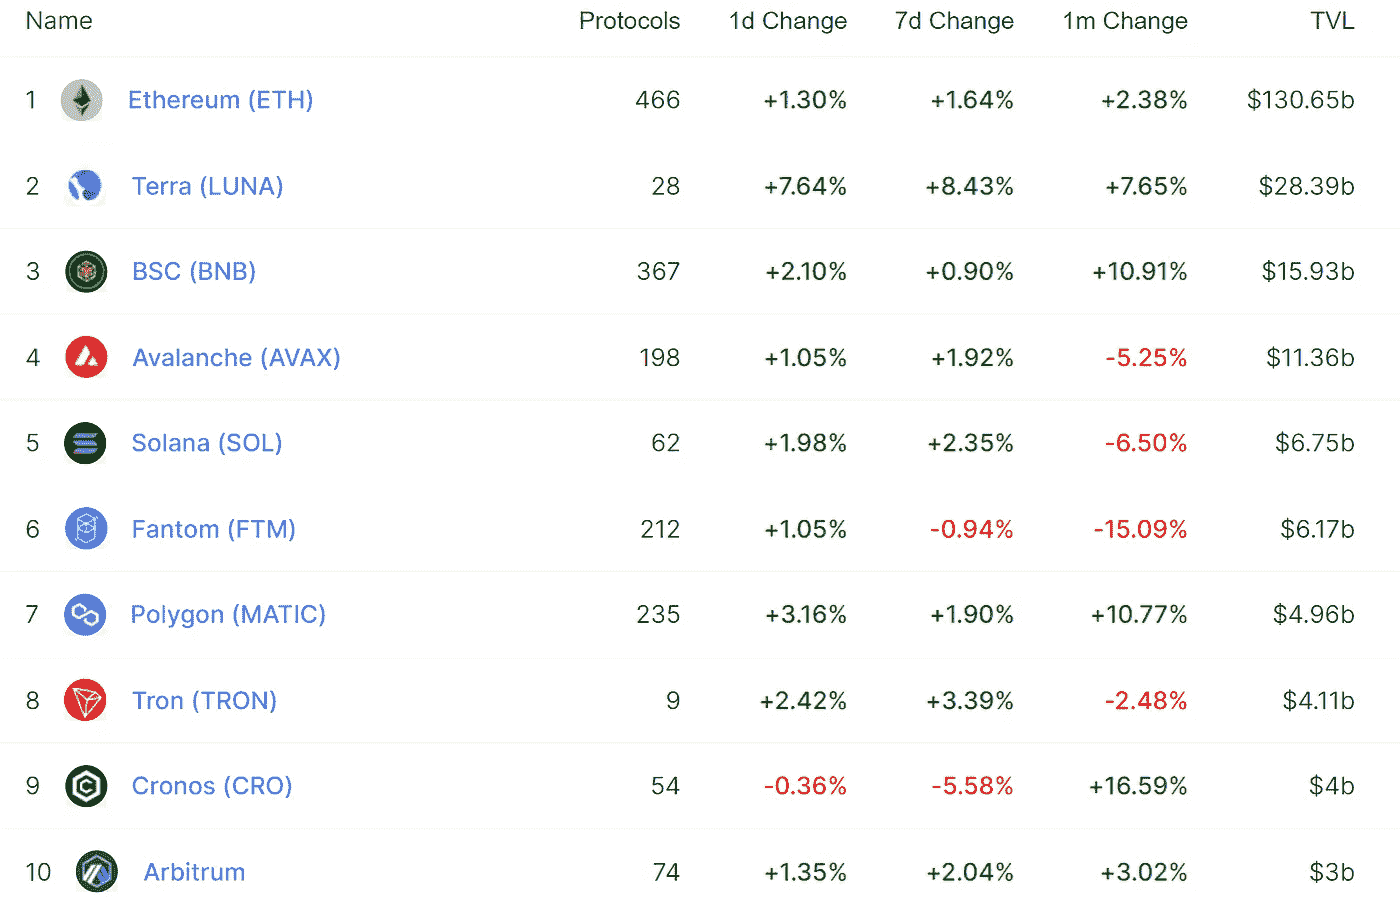 Name Protocols 1d Change 7d Change 1m Change TVL
1 Ethereum (ETH) 466 +1.30% +1.64% +2.38% $130.65b
2 Terra (LUNA) 28 +7.64% +8.43% +7.65% $28.39b
3 BSC (BNB) 367 +2.10% +0.90% +10.91% $15.93b
4 Avalanche (AVAX) 198 +1.05% +1.92% -5.25% $11.36b
5 Solana (SOL) 62 +1.98% +2.35% -6.50% $6.75b
6 Fantom (FTM) 212 +1.05% -0.94% -15.09% $6.17b
7 Polygon (MATIC) 235 +3.16% +1.90% +10.77% $4.96b
8 Tron (TRON) 9 +2.42% +3.39% -2.48% $4.11b
9 Cronos (CRO) 54 -0.36% -5.58% +16.59% $4b
10 Arbitrum 74 +1.35% +2.04% +3.02% $3b